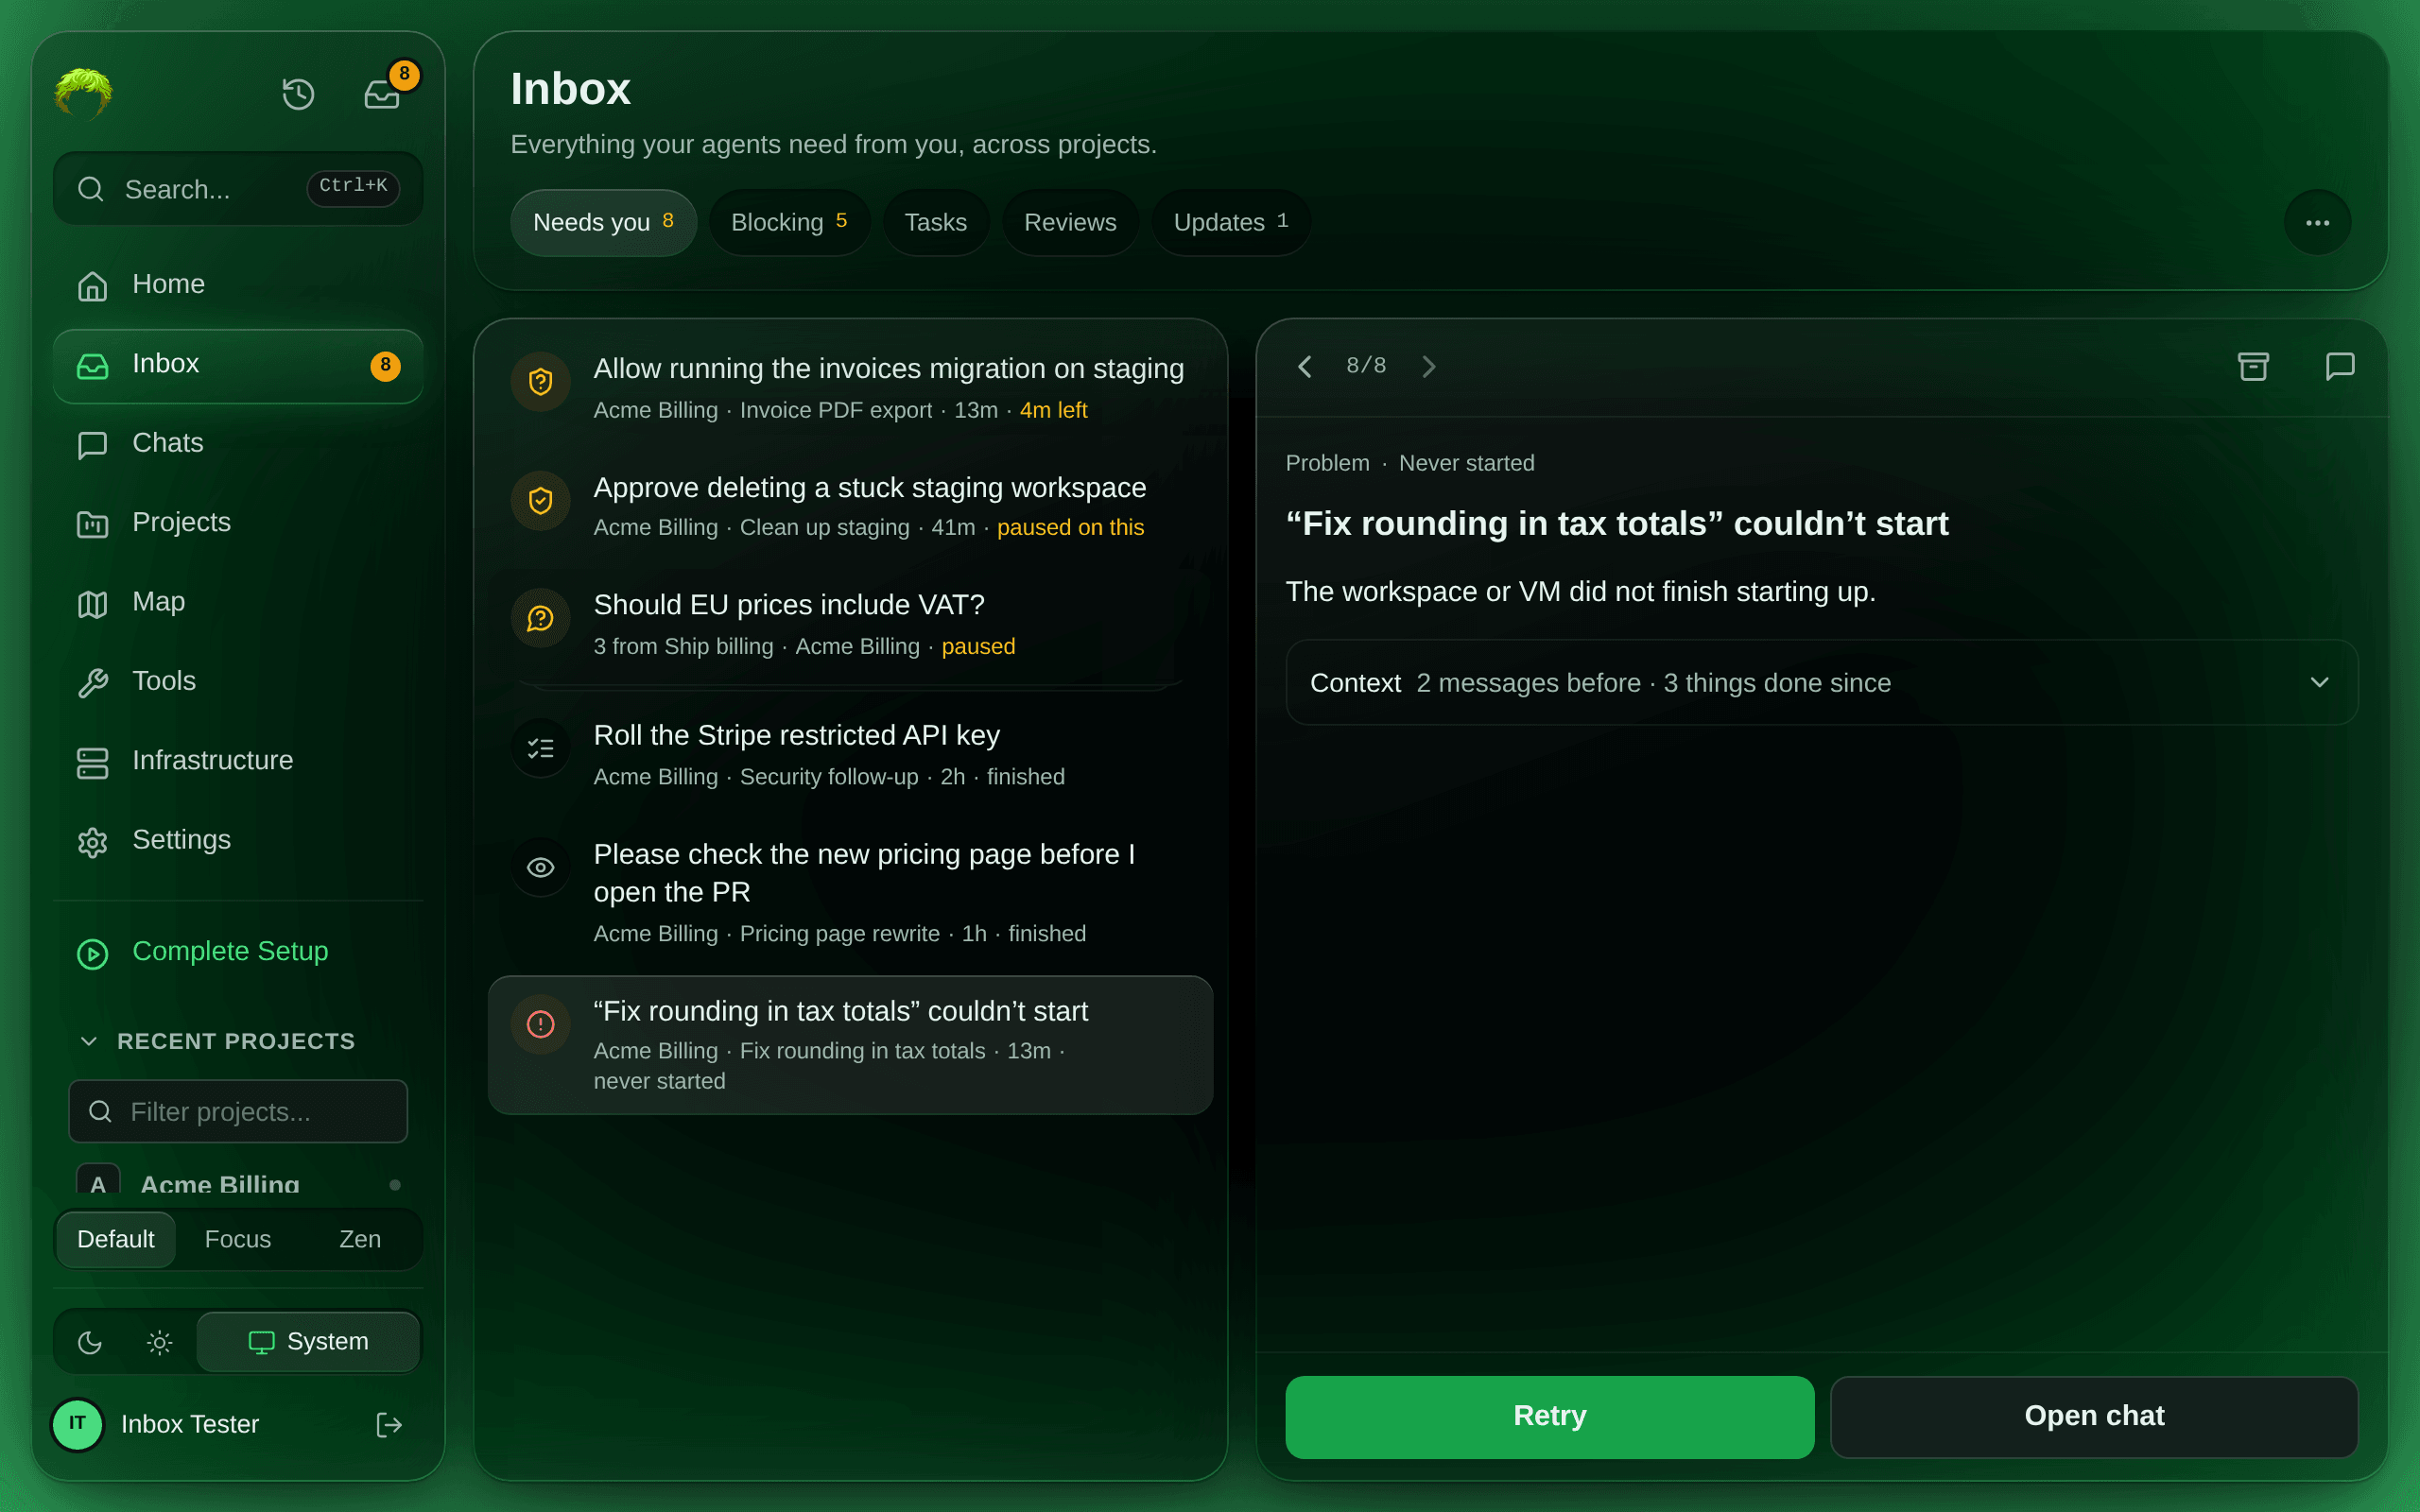 8
Search...
Ctrl+K
Home
Inbox
8
Chats
Projects
Map
Tools
Infrastructure
Settings
Complete Setup
RECENT PROJECTS
Filter projects...
A
Acme Billing
Default
Focus
Zen
System
IT
Inbox Tester
Inbox
Everything your agents need from you, across projects.
Needs you 8
Blocking 5
Tasks
Reviews
Updates 1
Allow running the invoices migration on staging
Acme Billing · Invoice PDF export · 13m · 4m left
Approve deleting a stuck staging workspace
Acme Billing · Clean up staging · 41m · paused on this
Should EU prices include VAT?
3 from Ship billing · Acme Billing · paused
Roll the Stripe restricted API key
Acme Billing · Security follow-up · 2h · finished
Please check the new pricing page before I
open the PR
Acme Billing · Pricing page rewrite · 1h · finished
“Fix rounding in tax totals” couldn’t start
Acme Billing · Fix rounding in tax totals · 13m ·
never started
8/8
Problem · Never started
“Fix rounding in tax totals” couldn’t start
The workspace or VM did not finish starting up.
Context 2 messages before · 3 things done since
Retry
Open chat